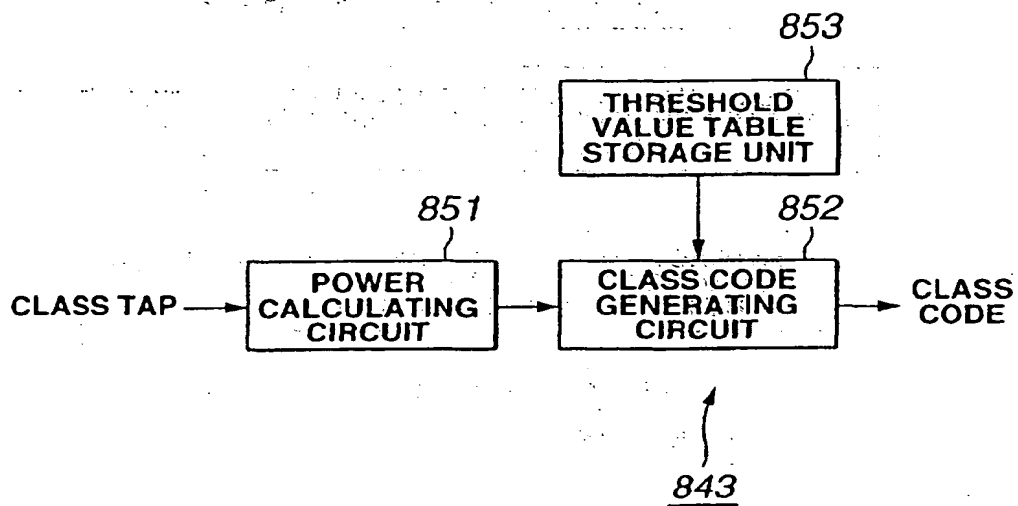 853
THRESHOLD
VALUE TABLE
STORAGE UNIT
851
852
CLASS TAP
POWER
CALCULATING
CIRCUIT
CLASS CODE
GENERATING
CIRCUIT
CLASS
CODE
843